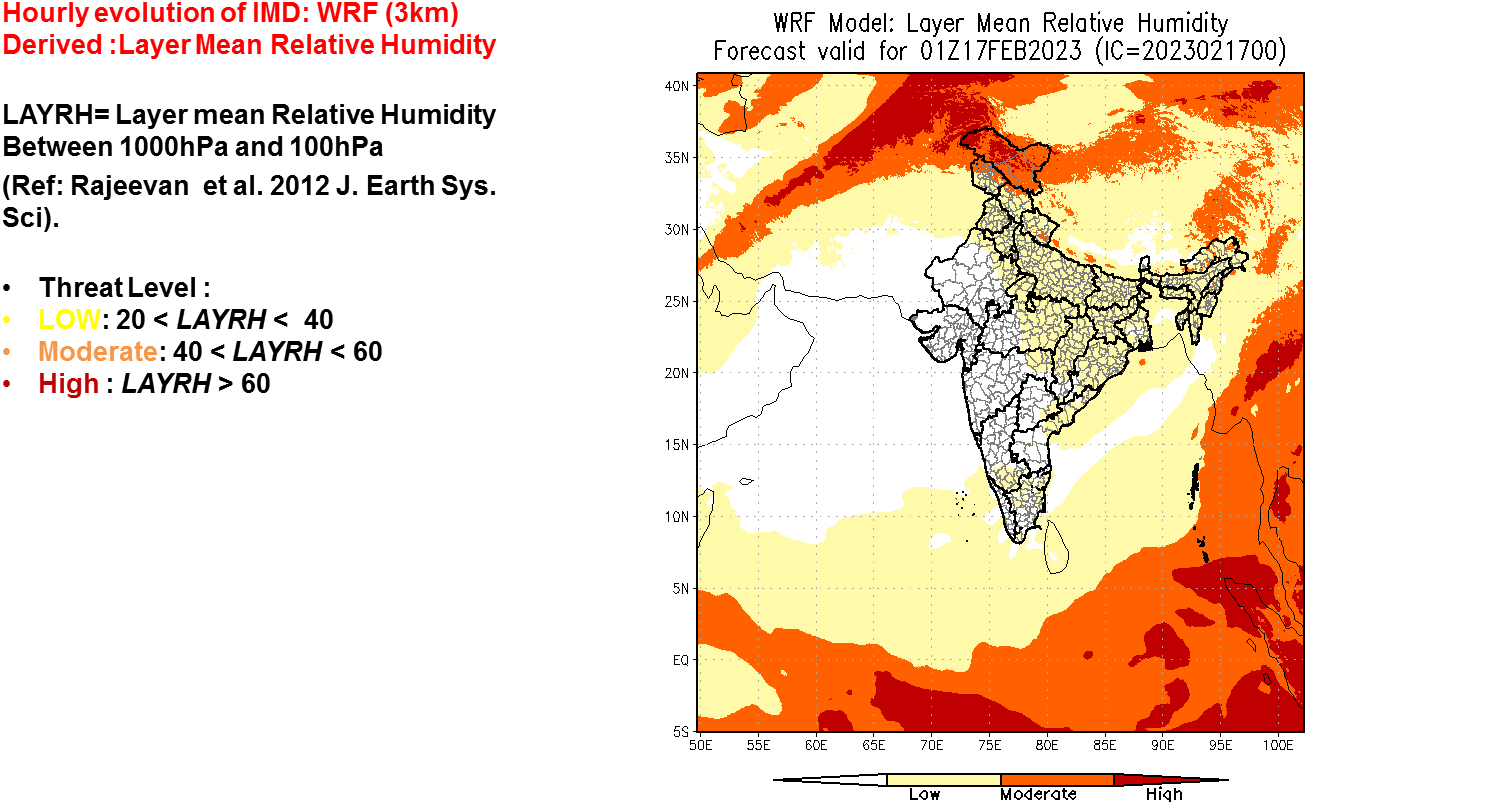 Hourly evolution of IMD: WRF (3km)
Derived :Layer Mean Relative Humidity
LAYRH= Layer mean Relative Humidity
Between 1000hPa and 100hPa
(Ref: Rajeevan et al. 2012 J. Earth Sys.
Sci).
• Threat Level :
• LOW: 20 < LAYRH < 40
• Moderate: 40 < LAYRH < 60
• High : LAYRH > 60
WRF Model: Layer Mean Relative Humidity
Forecast valid for 01Z17FEB2023 (IC=2023021700)
40N
35N
30N
25N
20N
15N
10N
5N
EQ
5S
50E 55E 60E 65E 70E 75E 80E 85E 90E 95E 100E
Low Moderate High